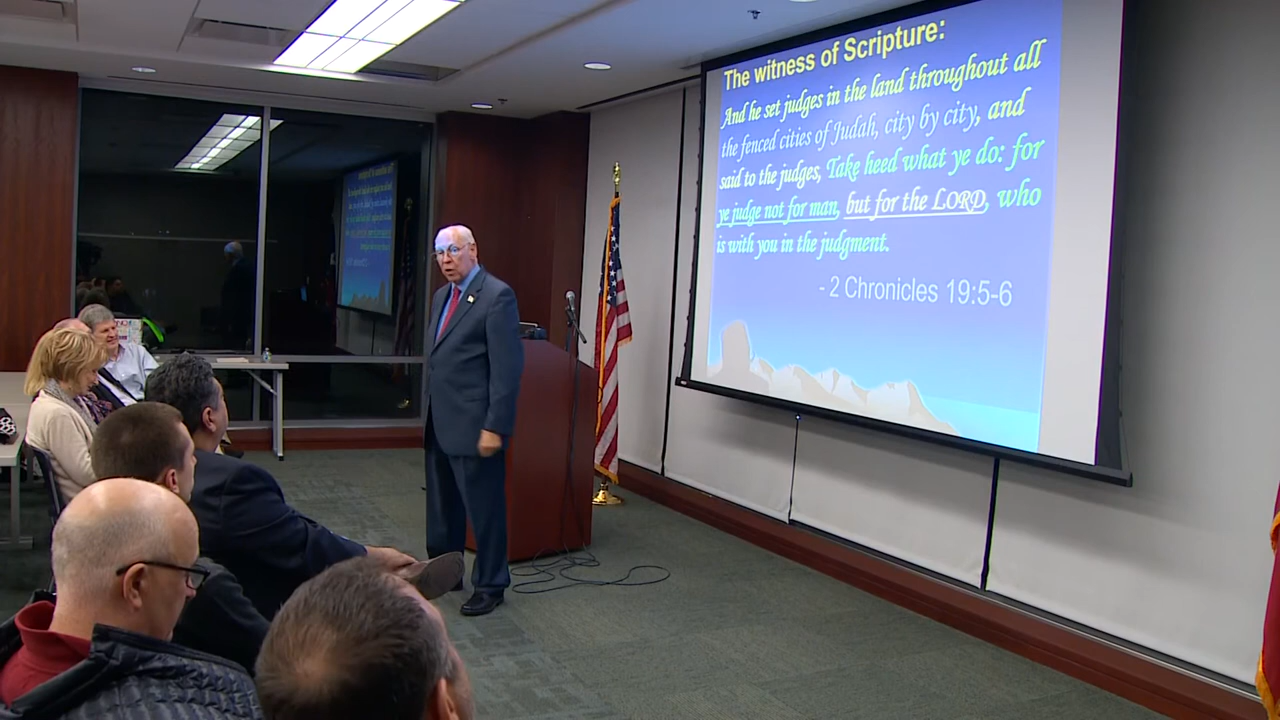 The witness of Scripture:
And he set judges in the land throughout all
the fenced cities of Judah, city by city, and
said to the judges, Take heed what ye do: for
ye judge not for man, but for the LORD, who
is with you in the judgment.
- 2 Chronicles 19:5-6